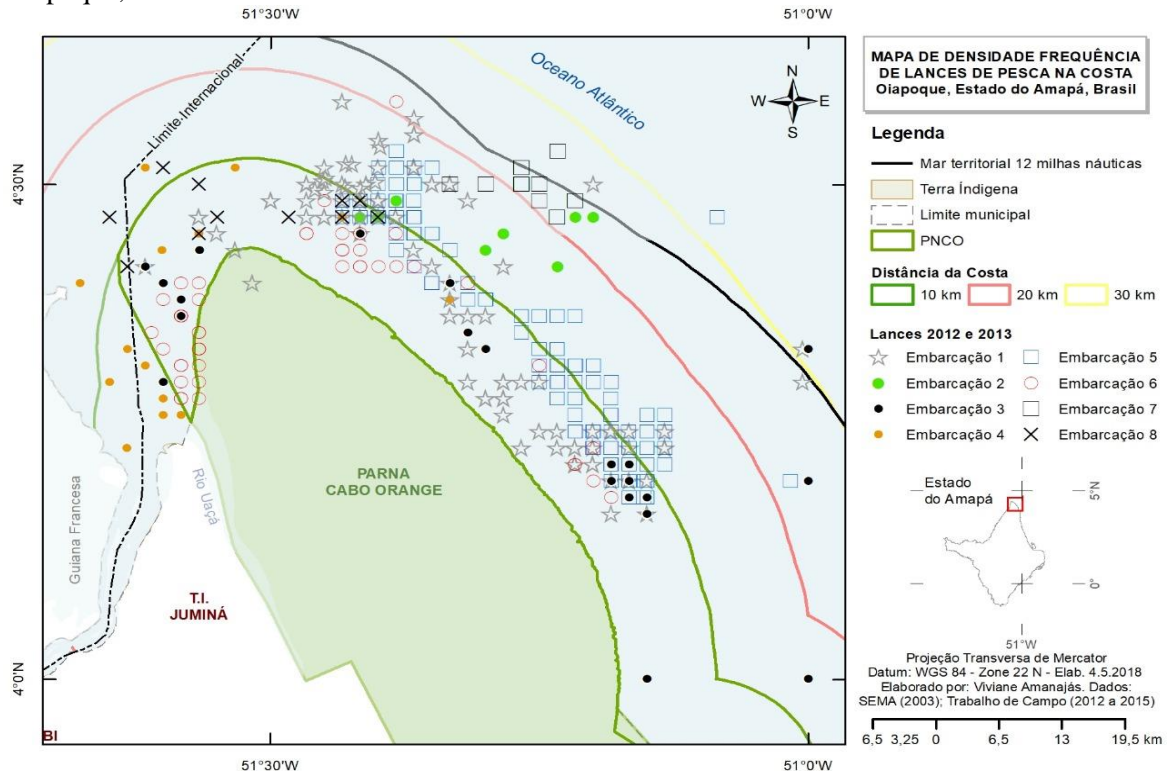 51°30'W
51°0'W
4°30'N
4°0'N
Limite Internacional
Oceano Atlântico
N
W
E
S
Guiana Francesa
Rio Uaçá
PARNA
CABO ORANGE
T.I.
JUMINÁ
BI
51°30'W
51°0'W
MAPA DE DENSIDADE FREQUÊNCIA
DE LANCES DE PESCA NA COSTA
Oiapoque, Estado do Amapá, Brasil
Legenda
Mar territorial 12 milhas náuticas
Terra Índigena
Limite municipal
PNCO
Distância da Costa
10 km
20 km
30 km
Lances 2012 e 2013
Embarcação 1
Embarcação 5
Embarcação 2
Embarcação 6
Embarcação 3
Embarcação 7
Embarcação 4
Embarcação 8
Estado
do Amapá
5°N
0°
51°W
Projeção Transversa de Mercator
Datum: WGS 84 - Zone 22 N - Elab. 4.5.2018
Elaborado por: Viviane Amanajás. Dados:
SEMA (2003); Trabalho de Campo (2012 a 2015)
6,5 3,25 0 6,5 13 19,5 km